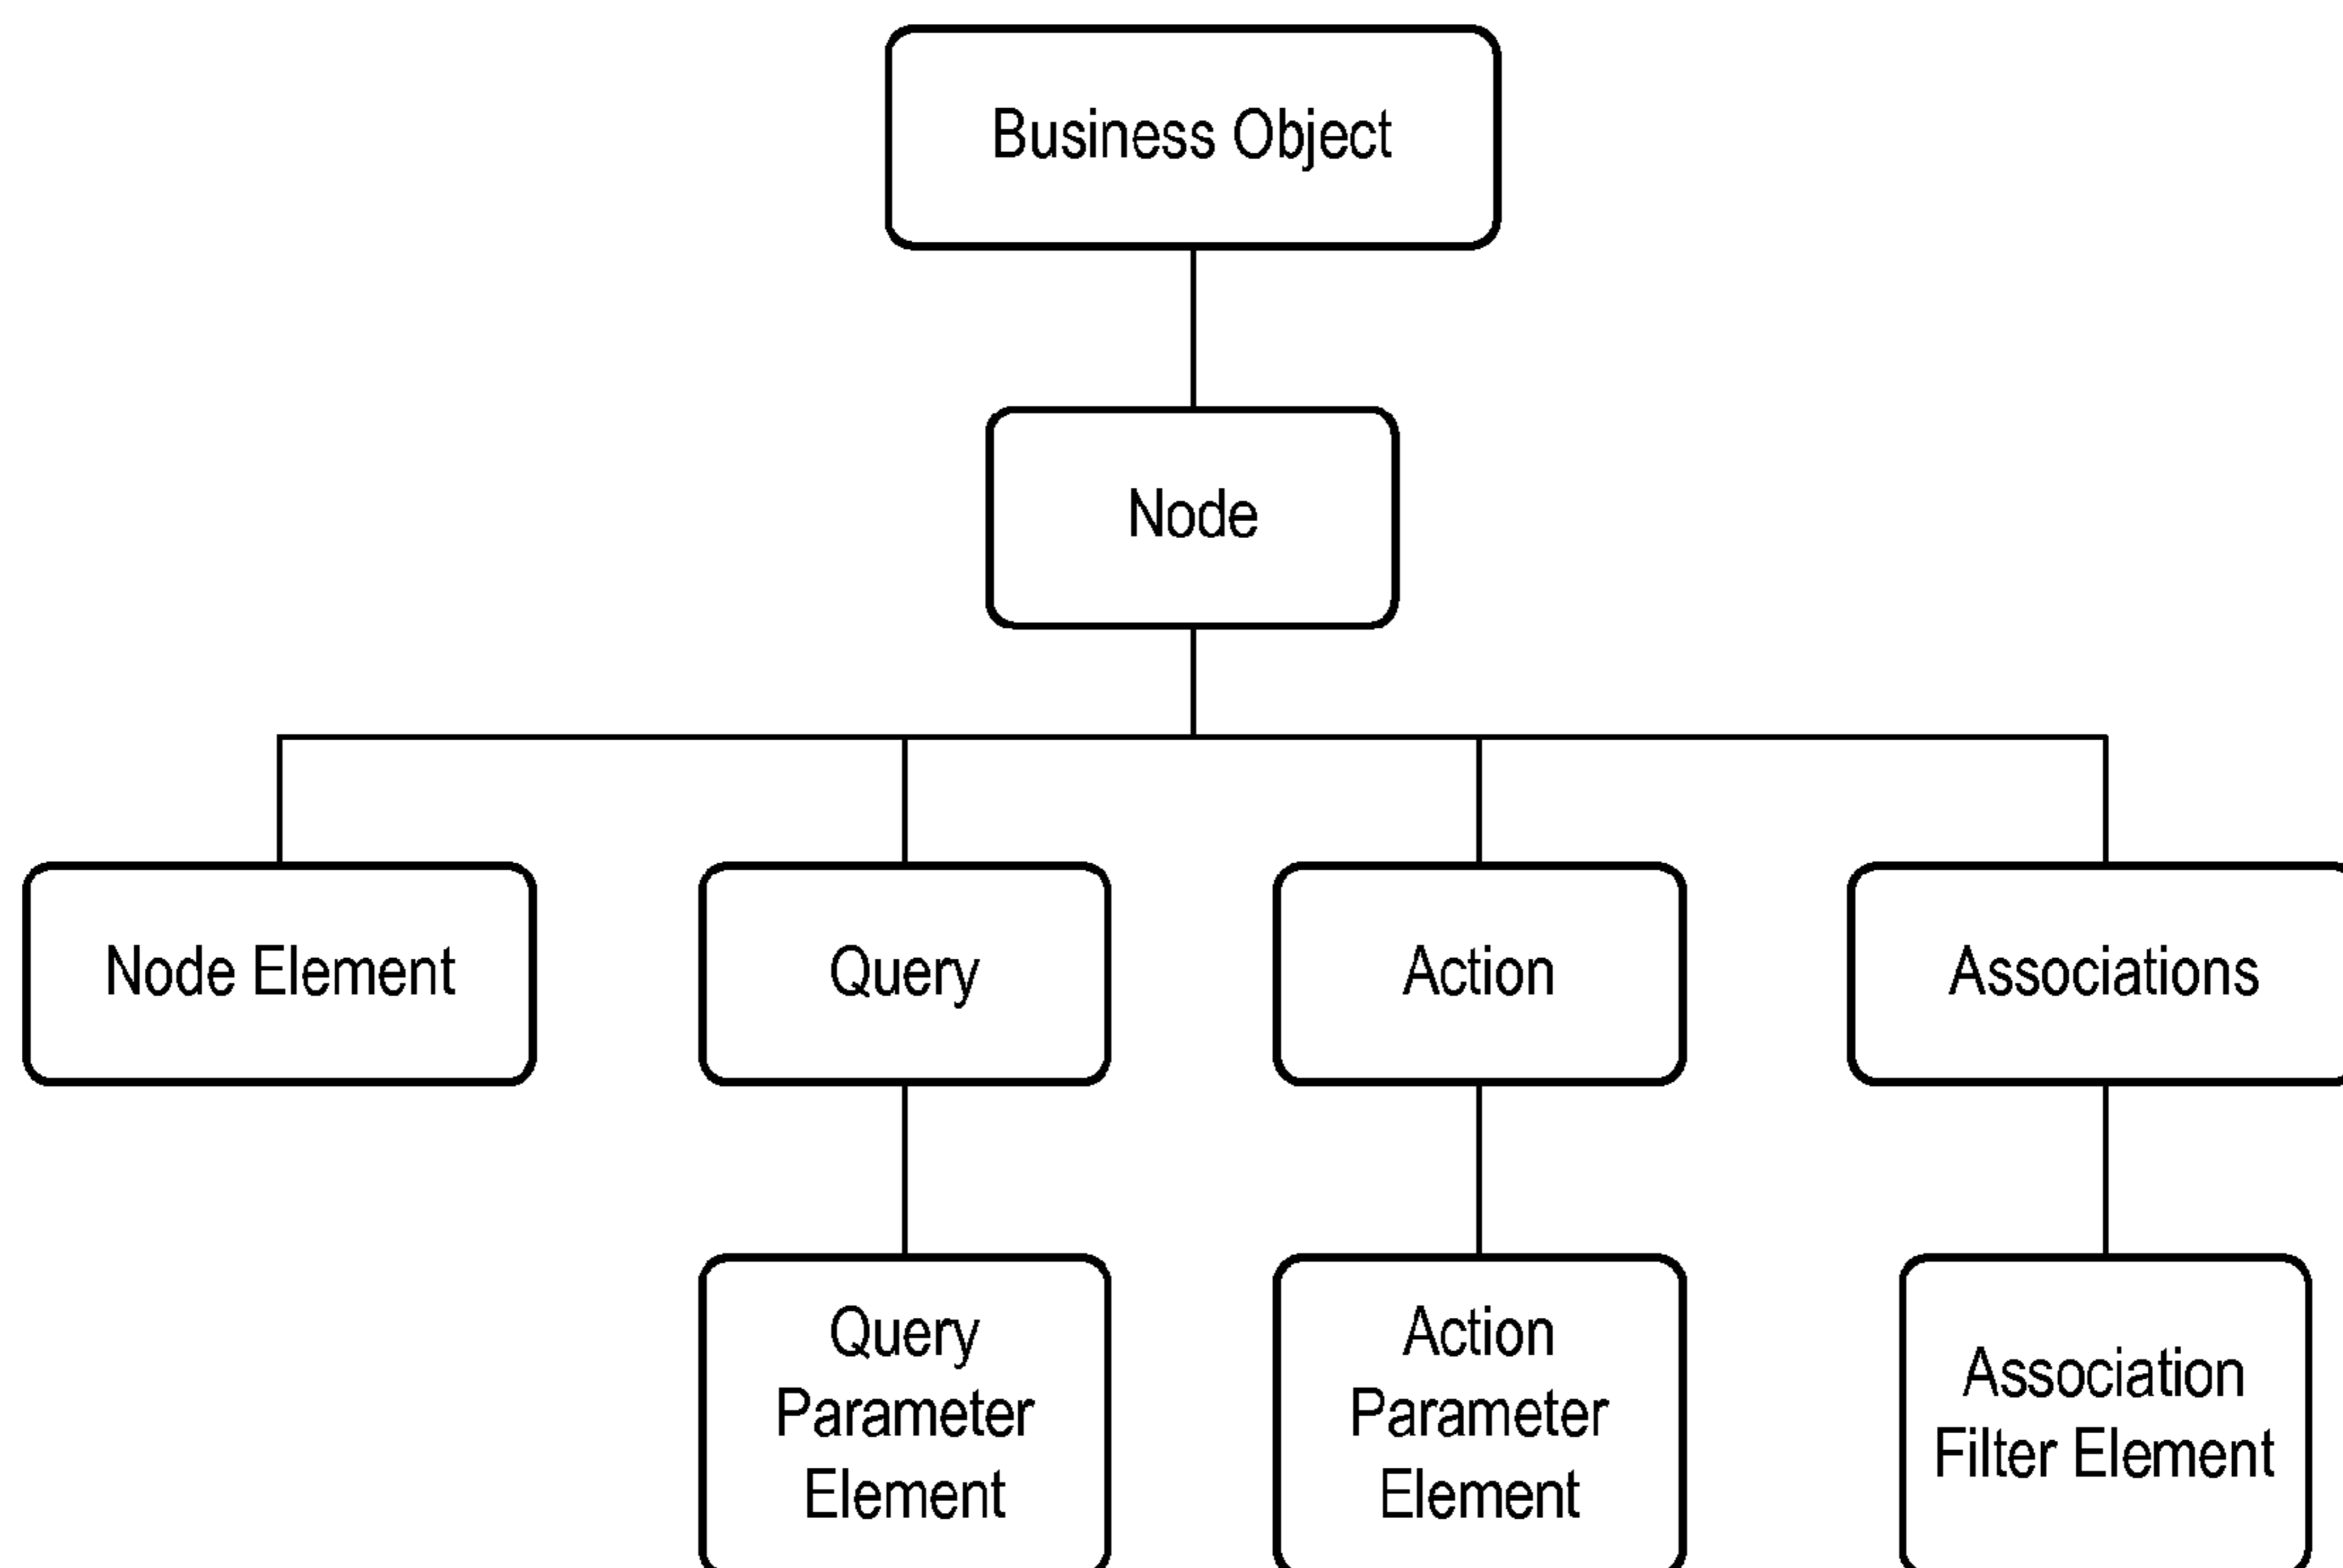 Business Object
Node
Node Element
Query
Action
Associations
Query
Parameter
Element
Action
Parameter
Element
Association
Filter Element